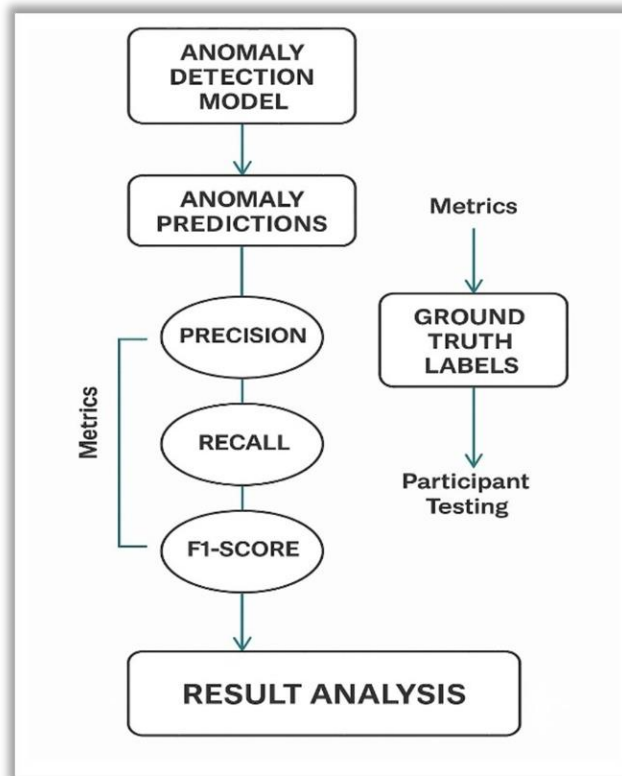 ANOMALY
DETECTION
MODEL
ANOMALY
PREDICTIONS
Metrics
PRECISION
RECALL
F1-SCORE
Metrics
GROUND
TRUTH
LABELS
Participant
Testing
RESULT ANALYSIS